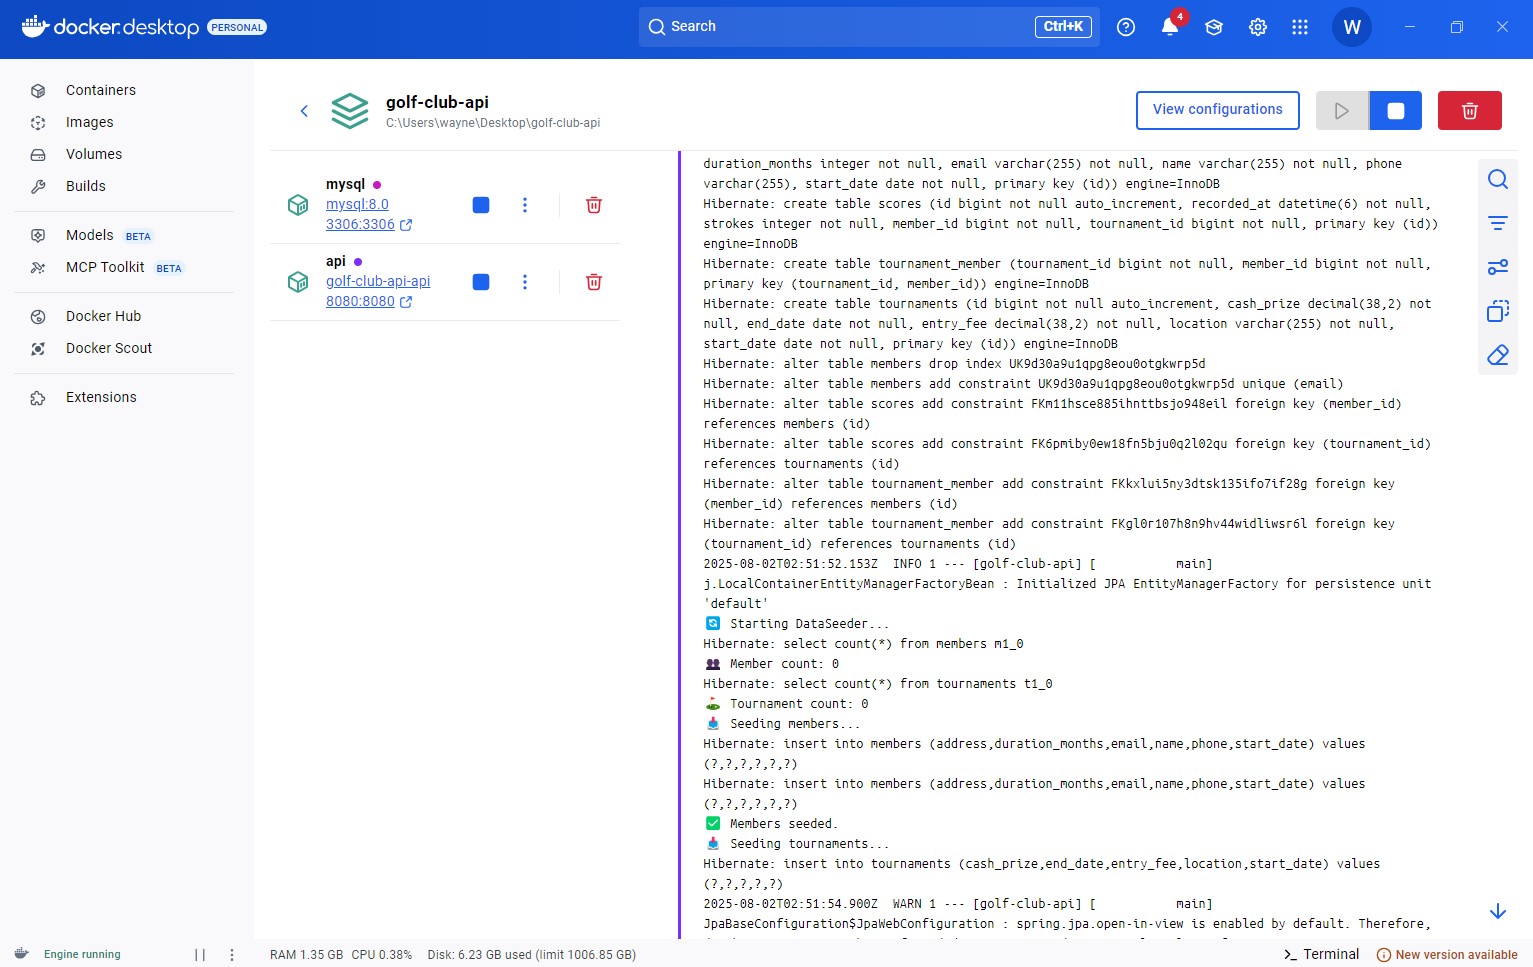 docker.desktop PERSONAL
Search
Ctrl+K
4
W
Containers
Images
Volumes
Builds
Models BETA
MCP Toolkit BETA
Docker Hub
Docker Scout
Extensions
golf-club-api
C:\Users\wayne\Desktop\golf-club-api
View configurations
mysql
mysql:8.0
3306:3306
api
golf-club-api-api
8080:8080
duration_months integer not null, email varchar(255) not null, name varchar(255) not null, phone
varchar(255), start_date date not null, primary key (id)) engine=InnoDB
Hibernate: create table scores (id bigint not null auto_increment, recorded_at datetime(6) not null,
strokes integer not null, member_id bigint not null, tournament_id bigint not null, primary key (id))
engine=InnoDB
Hibernate: create table tournament_member (tournament_id bigint not null, member_id bigint not null,
primary key (tournament_id, member_id)) engine=InnoDB
Hibernate: create table tournaments (id bigint not null auto_increment, cash_prize decimal(38,2) not
null, end_date date not null, entry_fee decimal(38,2) not null, location varchar(255) not null,
start_date date not null, primary key (id)) engine=InnoDB
Hibernate: alter table members drop index UK9d30a9u1qpg8eou0otgkwrp5d
Hibernate: alter table members add constraint UK9d30a9u1qpg8eou0otgkwrp5d unique (email)
Hibernate: alter table scores add constraint FKm11hsce885ihnttbsjo948eil foreign key (member_id)
references members (id)
Hibernate: alter table scores add constraint FK6pmiby0ew18fn5bju0q2l02qu foreign key (tournament_id)
references tournaments (id)
Hibernate: alter table tournament_member add constraint FKkxlui5ny3dtsk135ifo7if28g foreign key
(member_id) references members (id)
Hibernate: alter table tournament_member add constraint FKgl0r107h8n9hv44widliwsr6l foreign key
(tournament_id) references tournaments (id)
2025-08-02T02:51:52.153Z  INFO 1 --- [golf-club-api] [           main]
j.LocalContainerEntityManagerFactoryBean : Initialized JPA EntityManagerFactory for persistence unit
'default'
🔄 Starting DataSeeder...
Hibernate: select count(*) from members m1_0
👥 Member count: 0
Hibernate: select count(*) from tournaments t1_0
⛳ Tournament count: 0
📥 Seeding members...
Hibernate: insert into members (address,duration_months,email,name,phone,start_date) values
(?,?,?,?,?,?)
Hibernate: insert into members (address,duration_months,email,name,phone,start_date) values
(?,?,?,?,?,?)
✅ Members seeded.
📥 Seeding tournaments...
Hibernate: insert into tournaments (cash_prize,end_date,entry_fee,location,start_date) values
(?,?,?,?,?)
2025-08-02T02:51:54.900Z  WARN 1 --- [golf-club-api] [           main]
JpaBaseConfiguration$JpaWebConfiguration : spring.jpa.open-in-view is enabled by default. Therefore,
Engine running
RAM 1.35 GB CPU 0.38% Disk: 6.23 GB used (limit 1006.85 GB)
Terminal
New version available